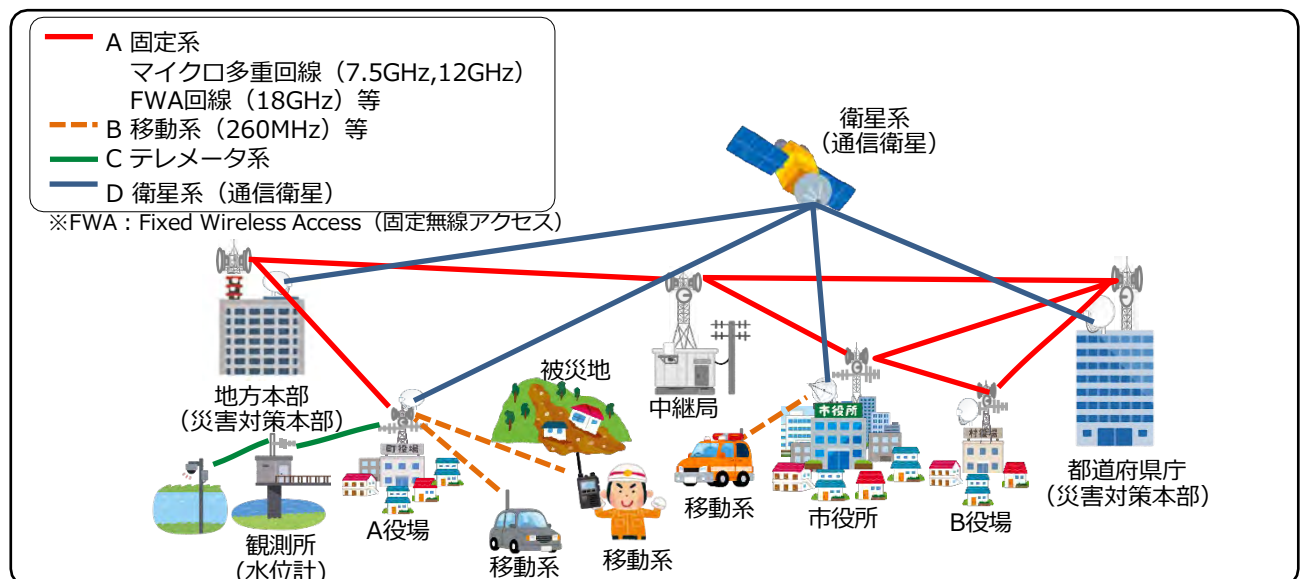 A 固定系
マイクロ多重回線（7.5GHz,12GHz）
FWA回線（18GHz）等
B 移動系（260MHz）等
C テレメータ系
D 衛星系（通信衛星）
※FWA：Fixed Wireless Access（固定無線アクセス）
衛星系
（通信衛星）
地方本部
（災害対策本部）
被災地
中継局
市役所
町役場
村役場
都道府県庁
（災害対策本部）
観測所
(水位計)
A役場
移動系
移動系
移動系
市役所
B役場